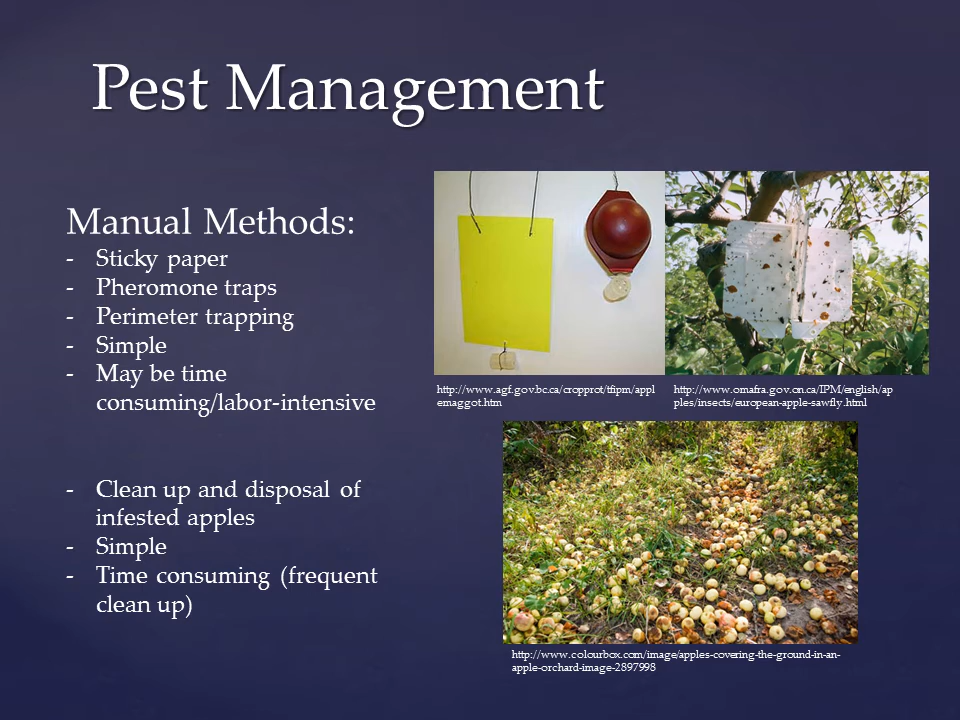 Pest Management
Manual Methods:
- Sticky paper
- Pheromone traps
- Perimeter trapping
- Simple
- May be time
consuming/labor-intensive
- Clean up and disposal of
infested apples
- Simple
- Time consuming (frequent
clean up)
http://www.agf.gov.bc.ca/cropprot/tfipm/appl
emaggot.htm
http://www.omafra.gov.on.ca/IPM/english/ap
ples/insects/european-apple-sawfly.html
http://www.colourbox.com/image/apples-covering-the-ground-in-an-
apple-orchard-image-2897998